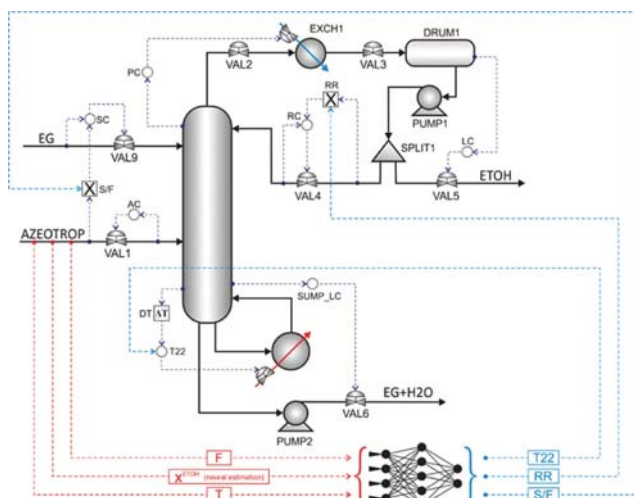 EXCH1
DRUM1
VAL2
VAL3
PC
RR
X
SC
RC
PUMP1
LC
EG
VAL9
SPLIT1
ETOH
VAL4
VAL5
X
S/F
AC
AZEOTROP
VAL1
SUMP_LC
DT
ΔT
T22
EG+H2O
VAL6
PUMP2
F
T22
X^ETOH (neural estimation)
RR
T
S/F